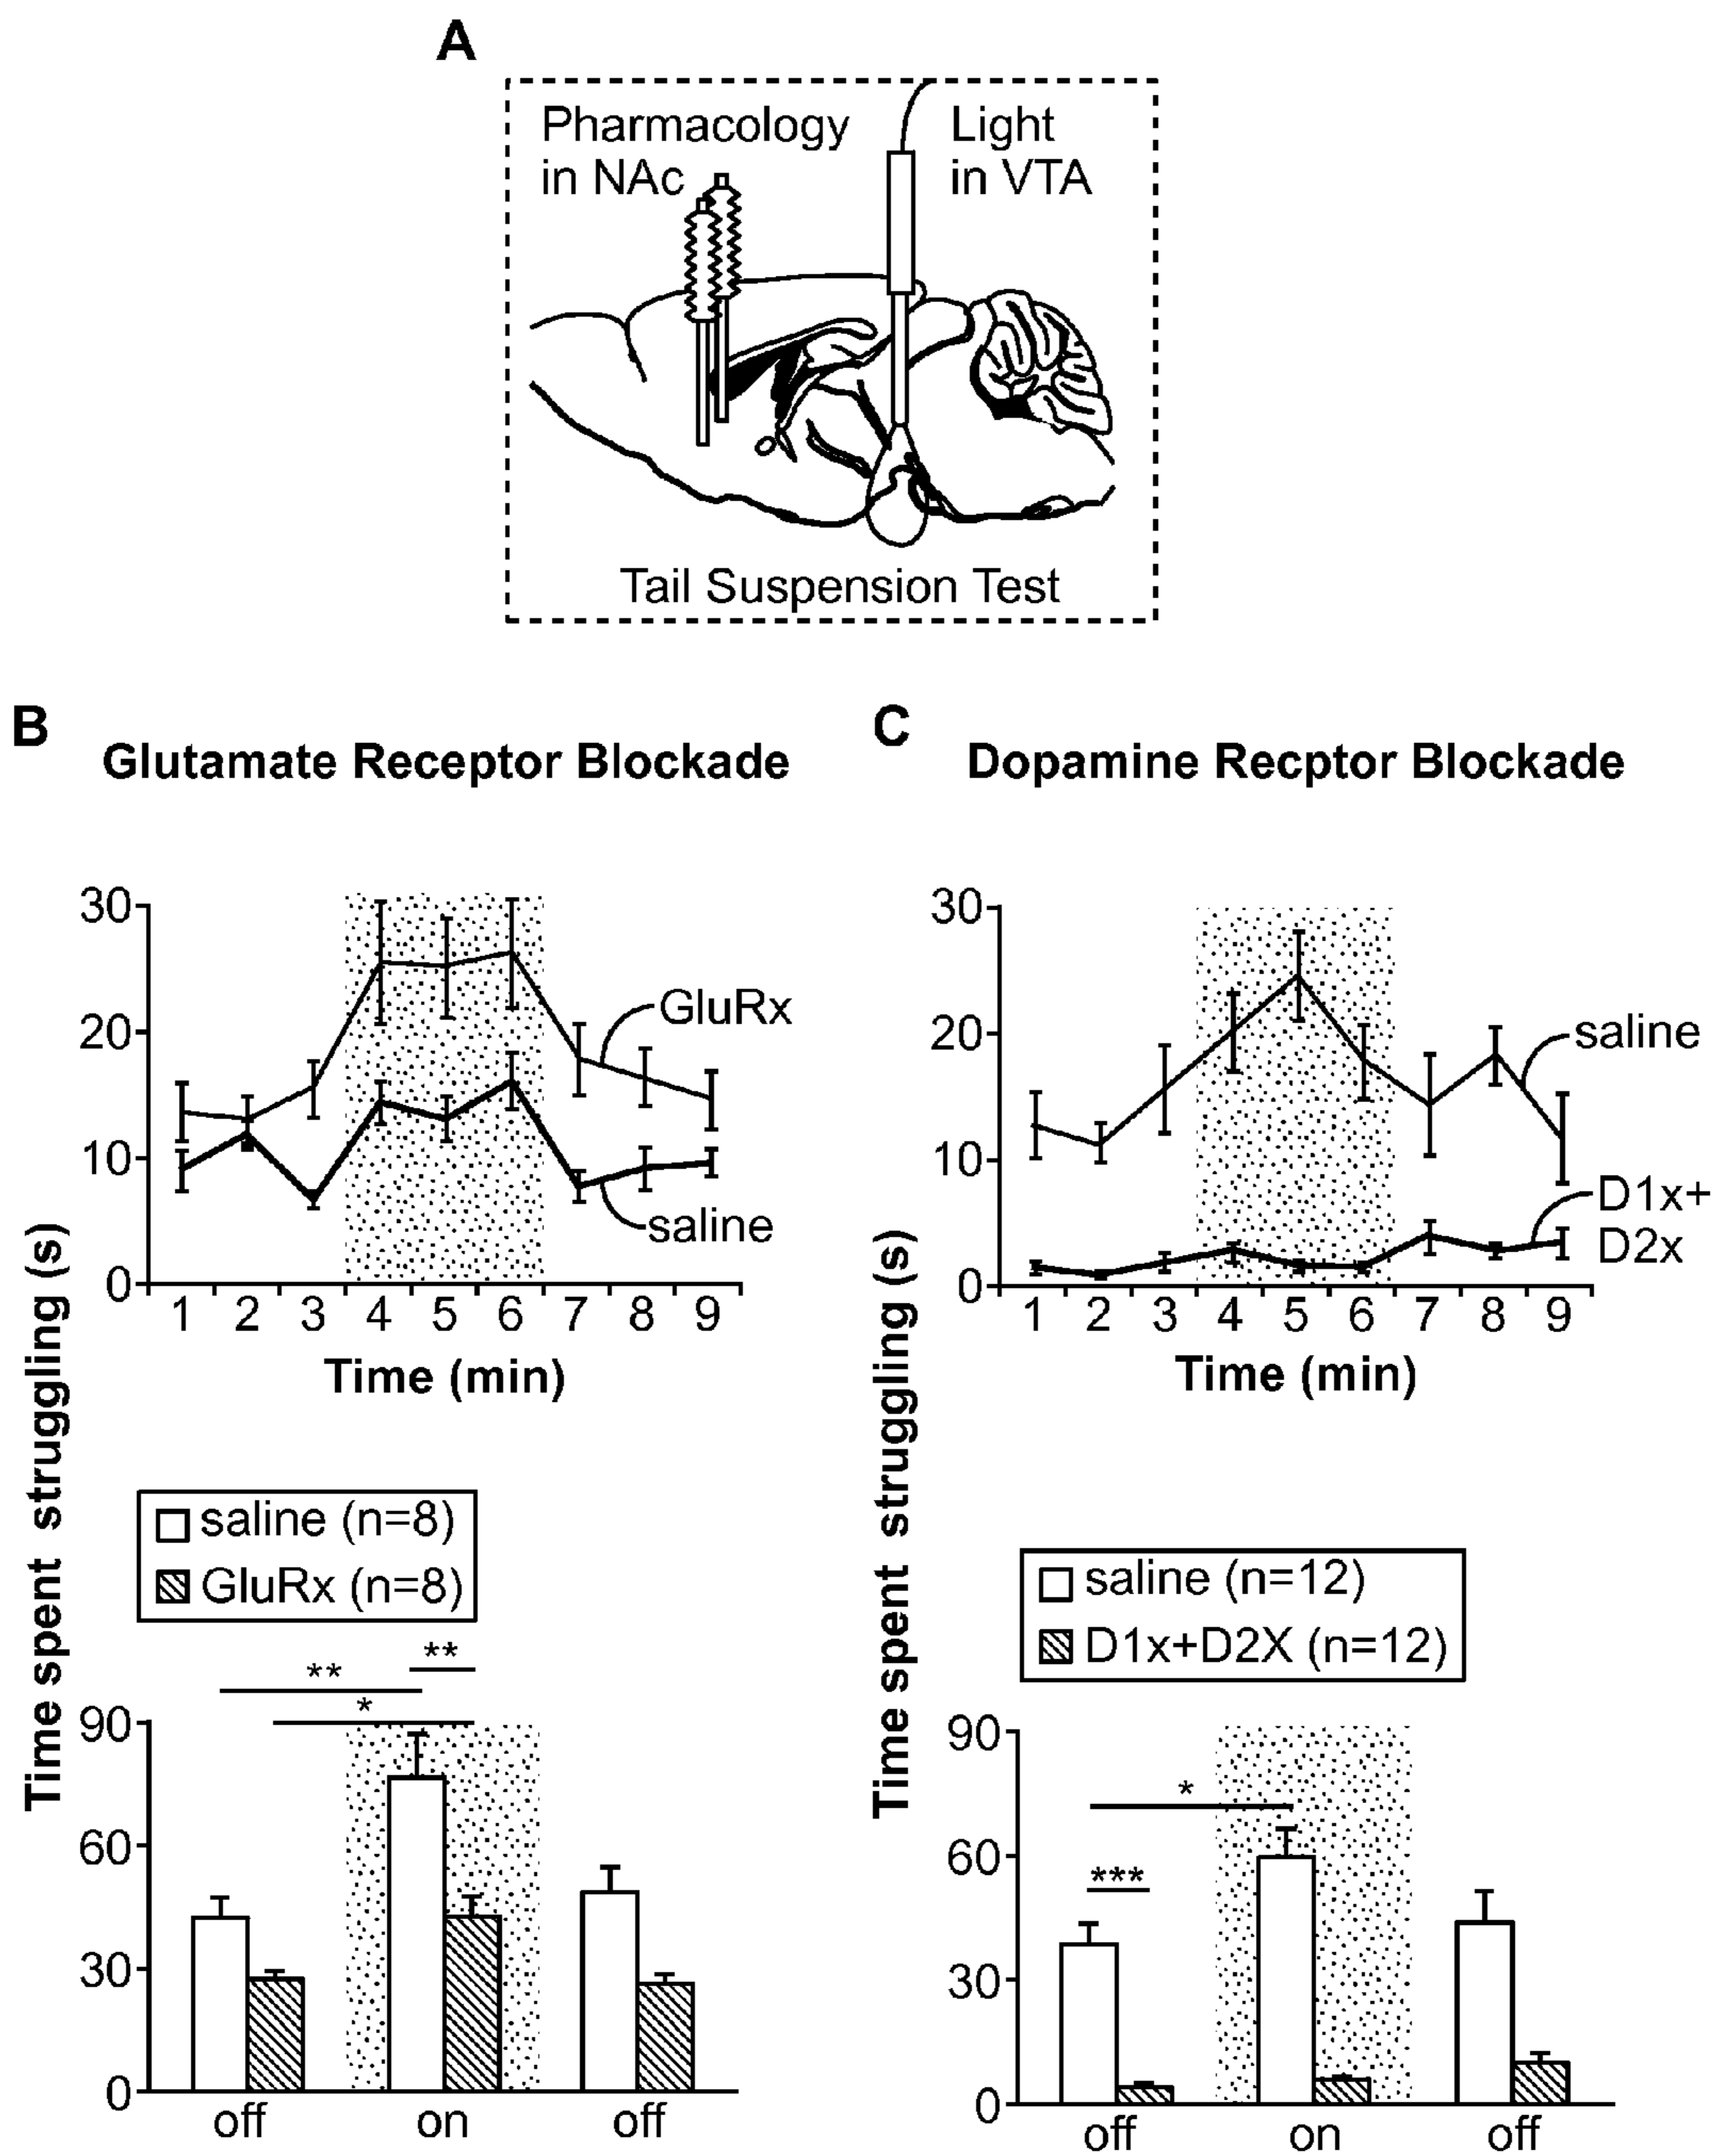 A
Pharmacology
in NAc
Light
in VTA
Tail Suspension Test
B
Glutamate Receptor Blockade
Time spent struggling (s)
30
20
10
0
GluRx
saline
1 2 3 4 5 6 7 8 9
Time (min)
saline (n=8)
GluRx (n=8)
**
**
*
90
60
30
0
off on off
C
Dopamine Recptor Blockade
Time spent struggling (s)
30
20
10
0
saline
D1x+
D2x
1 2 3 4 5 6 7 8 9
Time (min)
saline (n=12)
D1x+D2X (n=12)
*
***
90
60
30
0
off on off